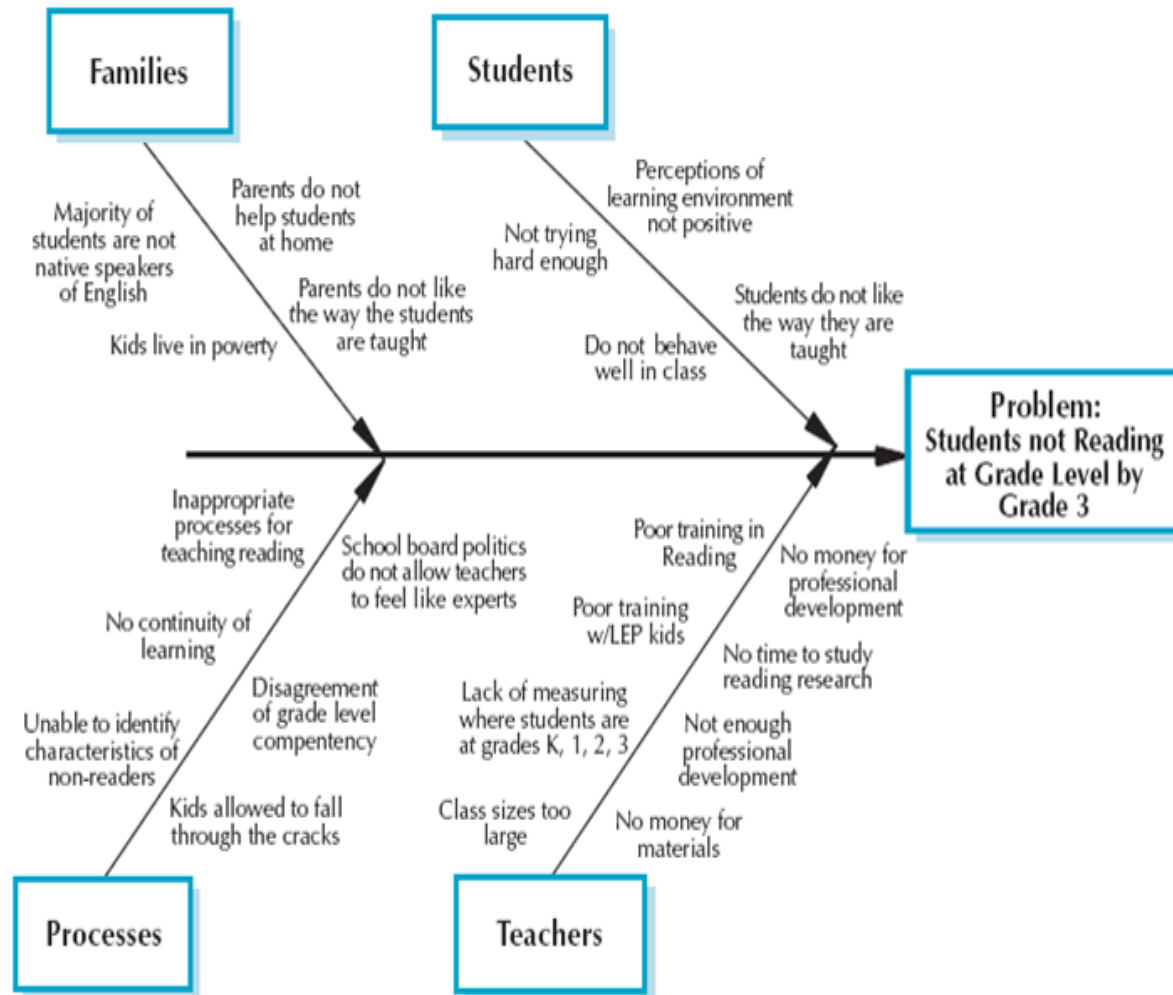 Families
Students
Majority of
students are not
native speakers
of English
Parents do not
help students
at home
Kids live in poverty
Parents do not like
the way the students
are taught
Perceptions of
learning environment
not positive
Not trying
hard enough
Students do not like
the way they are
taught
Do not behave
well in class
Problem:
Students not Reading
at Grade Level by
Grade 3
Inappropriate
processes for
teaching reading
School board politics
do not allow teachers
to feel like experts
No continuity of
learning
Disagreement
of grade level
compentency
Unable to identify
characteristics of
non-readers
Kids allowed to fall
through the cracks
Poor training in
Reading
No money for
professional
development
Poor training
w/LEP kids
No time to study
reading research
Lack of measuring
where students are
at grades K, 1, 2, 3
Not enough
professional
development
Class sizes too
large
No money for
materials
Processes
Teachers